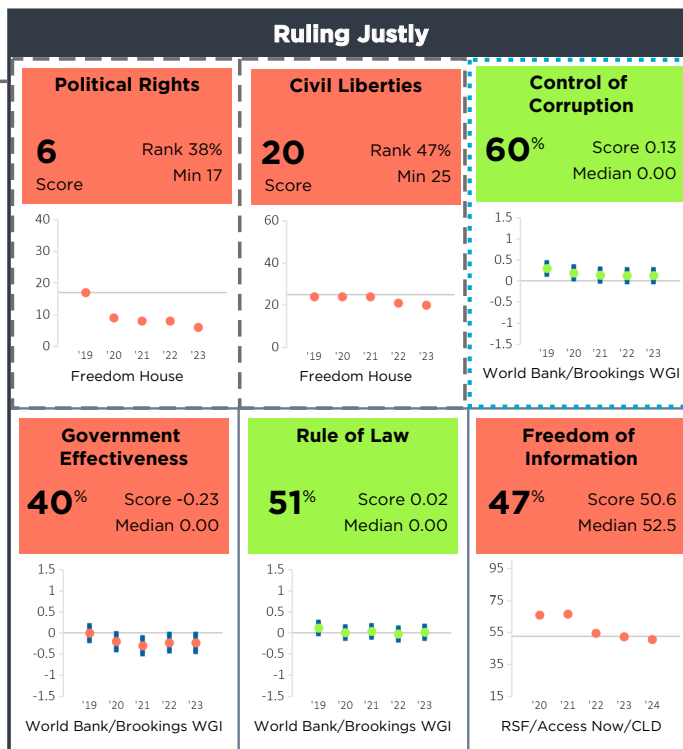 Ruling Justly
Political Rights
6
Score
Rank 38%
Min 17
40
30
20
10
0
'19 '20 '21 '22 '23
Freedom House
Civil Liberties
20
Score
Rank 47%
Min 25
60
40
20
0
'19 '20 '21 '22 '23
Freedom House
Control of
Corruption
60%
Score 0.13
Median 0.00
1.5
1
0.5
0
-0.5
-1
-1.5
'19 '20 '21 '22 '23
World Bank/Brookings WGI
Government
Effectiveness
40%
Score -0.23
Median 0.00
1.5
1
0.5
0
-0.5
-1
-1.5
'19 '20 '21 '22 '23
World Bank/Brookings WGI
Rule of Law
51%
Score 0.02
Median 0.00
1.5
1
0.5
0
-0.5
-1
-1.5
'19 '20 '21 '22 '23
World Bank/Brookings WGI
Freedom of
Information
47%
Score 50.6
Median 52.5
95
75
55
35
15
'20 '21 '22 '23 '24
RSF/Access Now/CLD